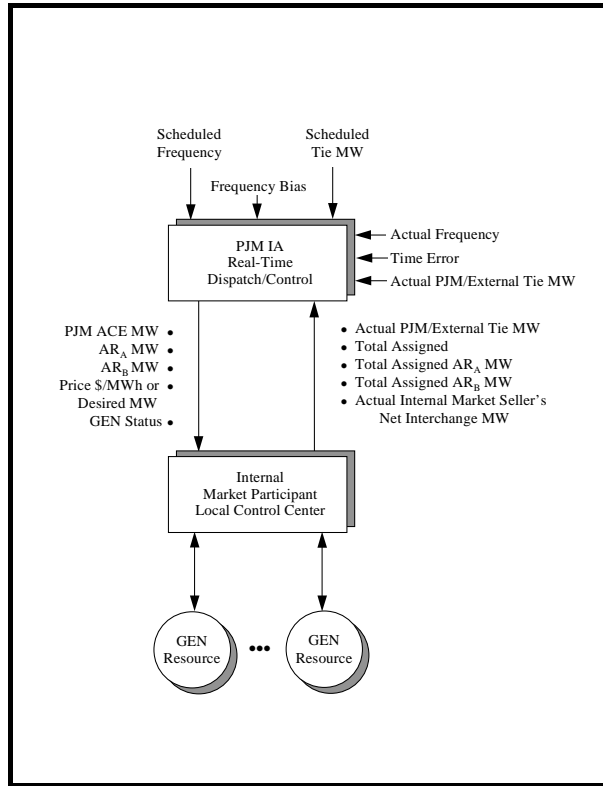 Scheduled
Frequency
Scheduled
Tie MW
Frequency Bias
PJM IA
Real-Time
Dispatch/Control
Actual Frequency
Time Error
Actual PJM/External Tie MW
PJM ACE MW •
ARA MW •
ARB MW •
Price $/MWh or •
Desired MW
GEN Status •
• Actual PJM/External Tie MW
• Total Assigned
• Total Assigned ARA MW
• Total Assigned ARB MW
• Actual Internal Market Seller's
Net Interchange MW
Internal
Market Participant
Local Control Center
GEN
Resource
•••
GEN
Resource